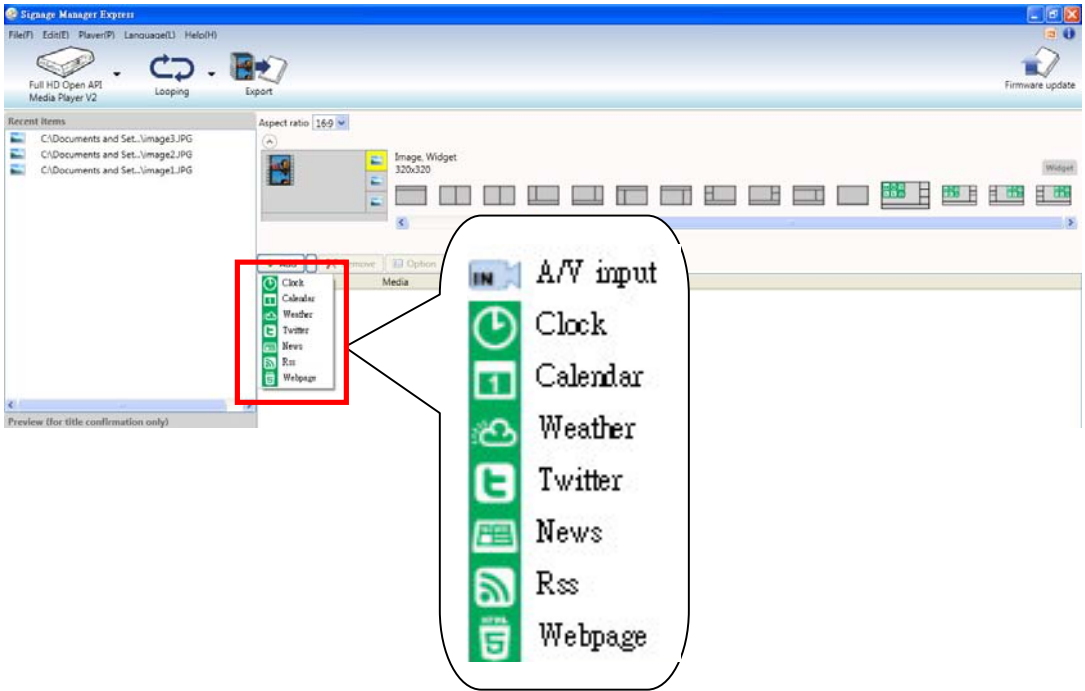 Signage Manager Express
File(F) Edit(E) Player(P) Language(L) Help(H)
Full HD Open API
Media Player V2
Looping
Export
Firmware update
Recent Items
C:\Documents and Set...\image3.JPG
C:\Documents and Set...\image2.JPG
C:\Documents and Set...\image1.JPG
Aspect ratio 16:9
Image, Widget
320x320
Widget
Option
Media
Clock
Calendar
Weather
Twitter
News
Rss
Webpage
Preview (for title confirmation only)
IN A/V input
Clock
1 Calendar
Weather
Twitter
News
Rss
HTML
5 Webpage